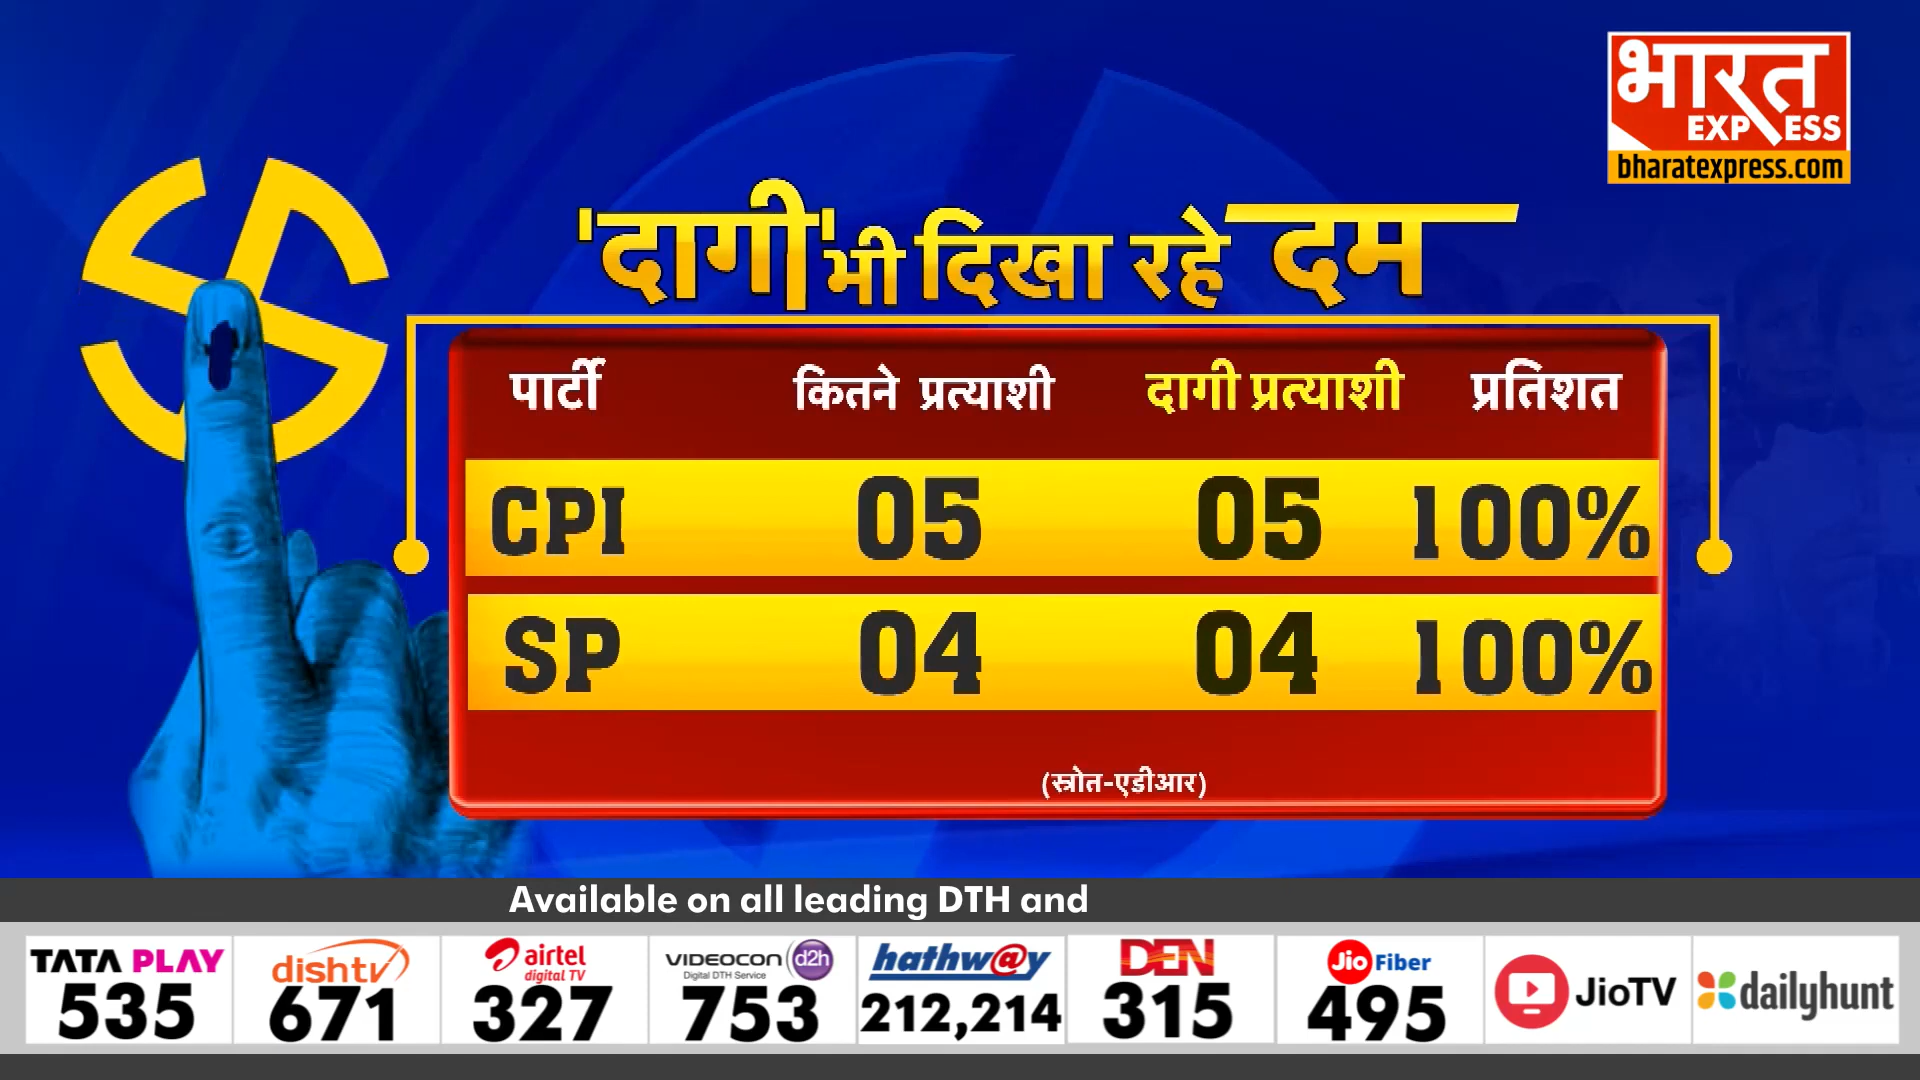 भारत
EXPRESS
bharatexpress.com
'दागी' भी दिखा रहे दम
पार्टी कितने प्रत्याशी दागी प्रत्याशी प्रतिशत
CPI 05 05 100%
SP 04 04 100%
(स्त्रोत-एडीआर)
Available on all leading DTH and
TATA PLAY
535
dishtv
671
airtel
digital TV
327
VIDEOCON d2h
Digital DTH Service
753
hathw@y
212,214
DEN
315
Jio Fiber
495
JioTV
dailyhunt